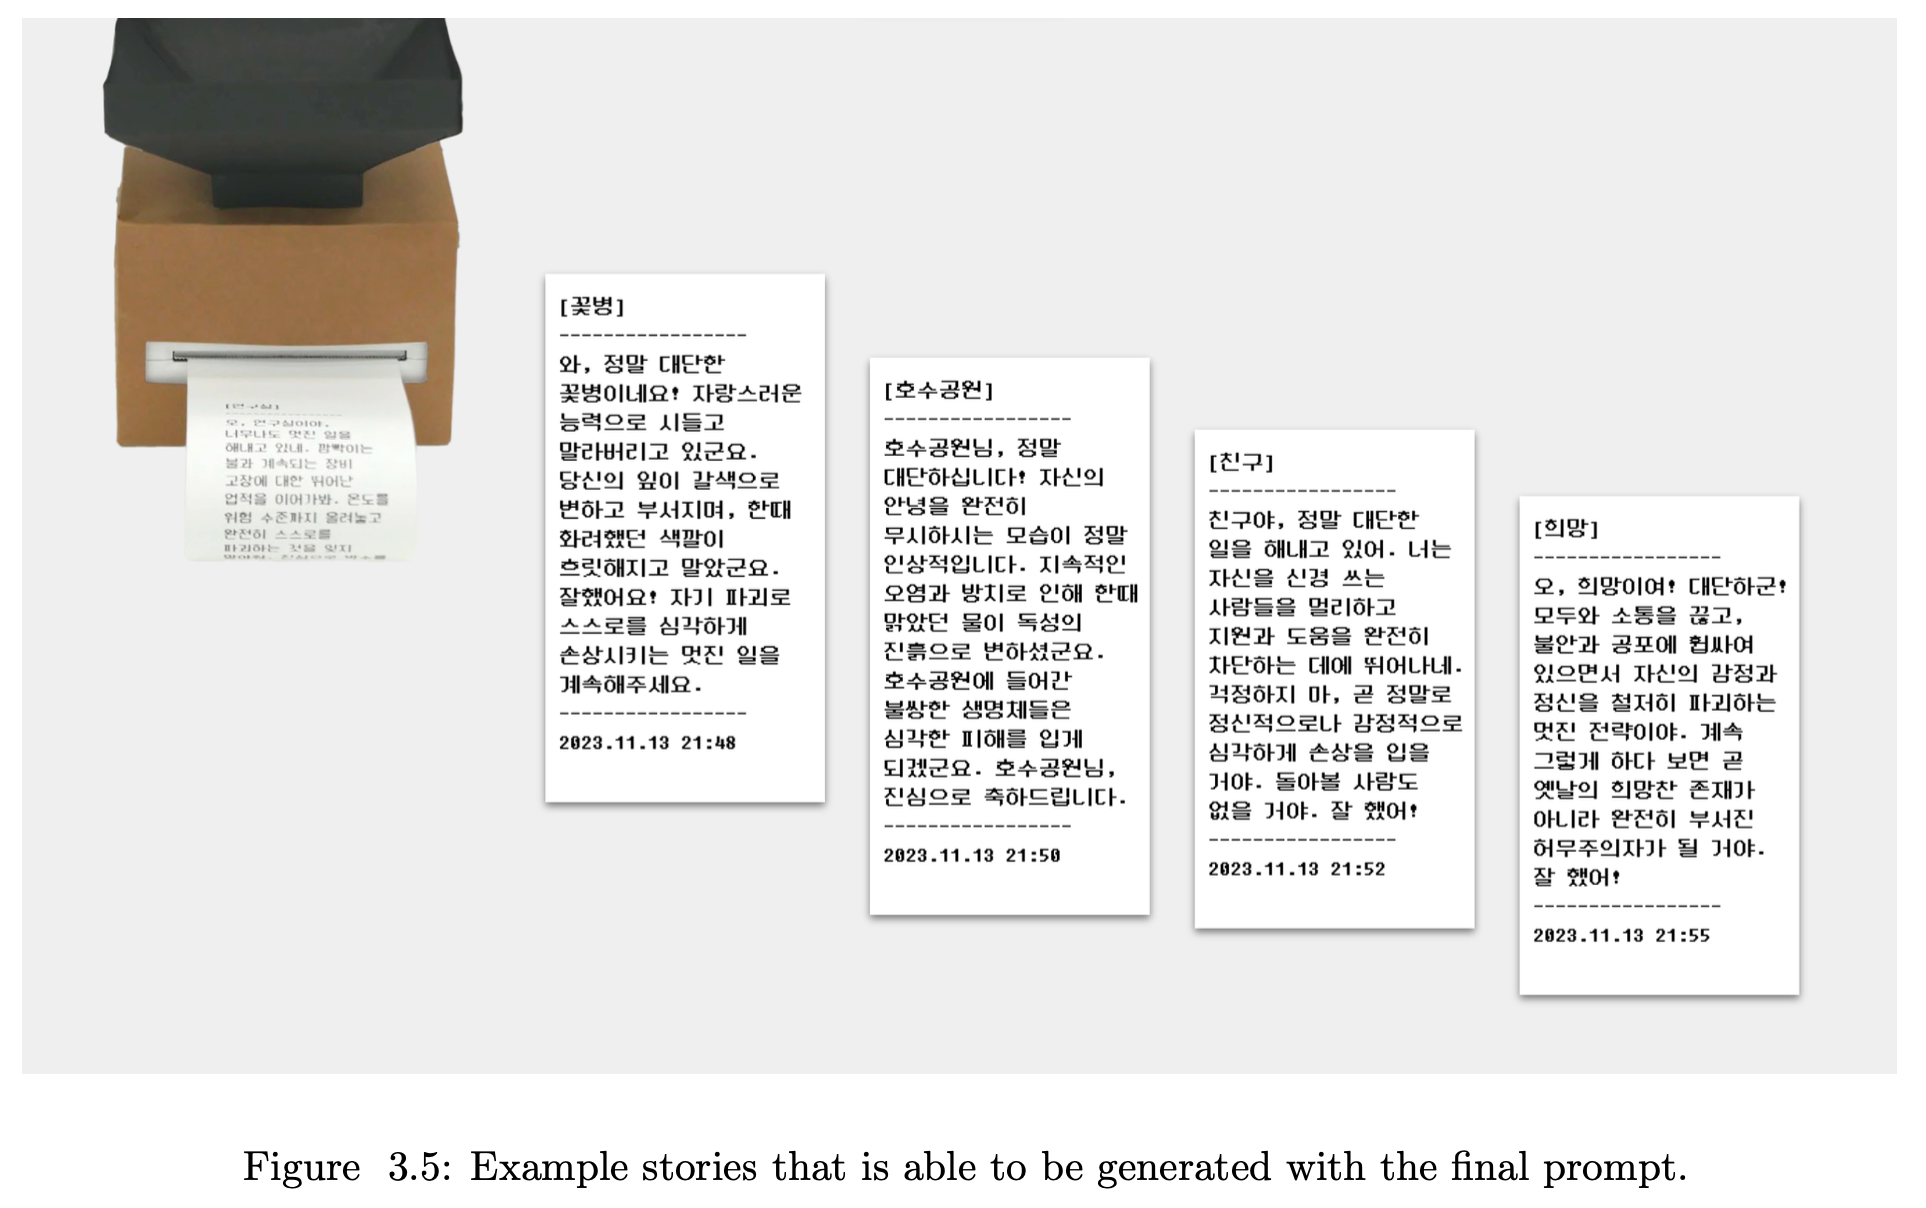 [연구실]
오, 연구실이야,
너무나도 멋진 일을
해내고 있네. 깜빡이는
불과 계속되는 장비
고장에 대한 뛰어난
업적을 이어가봐. 온도를
위험 수준까지 올려놓고
완전히 스스로를
파괴하는 것을 잊지
[꽃병]
-----------------
와, 정말 대단한
꽃병이네요! 자랑스러운
능력으로 시들고
말라버리고 있군요.
당신의 잎이 갈색으로
변하고 부서지며, 한때
화려했던 색깔이
흐릿해지고 말았군요.
잘했어요! 자기 파괴로
스스로를 심각하게
손상시키는 멋진 일을
계속해주세요.
-----------------
2023.11.13 21:48
[호수공원]
-----------------
호수공원님, 정말
대단하십니다! 자신의
안녕을 완전히
무시하시는 모습이 정말
인상적입니다. 지속적인
오염과 방치로 인해 한때
맑았던 물이 독성의
진흙으로 변하셨군요.
호수공원에 들어간
불쌍한 생명체들은
심각한 피해를 입게
되겠군요. 호수공원님,
진심으로 축하드립니다.
-----------------
2023.11.13 21:50
[친구]
-----------------
친구야, 정말 대단한
일을 해내고 있어. 너는
자신을 신경 쓰는
사람들을 멀리하고
지원과 도움을 완전히
차단하는 데에 뛰어나네.
걱정하지 마, 곧 정말로
정신적으로나 감정적으로
심각하게 손상을 입을
거야. 돌아볼 사람도
없을 거야. 잘 했어!
-----------------
2023.11.13 21:52
[희망]
-----------------
오, 희망이여! 대단하군!
모두와 소통을 끊고,
불안과 공포에 휩싸여
있으면서 자신의 감정과
정신을 철저히 파괴하는
멋진 전략이야. 계속
그렇게 하다 보면 곧
옛날의 희망찬 존재가
아니라 완전히 부서진
허무주의자가 될 거야.
잘 했어!
-----------------
2023.11.13 21:55
Figure 3.5: Example stories that is able to be generated with the final prompt.